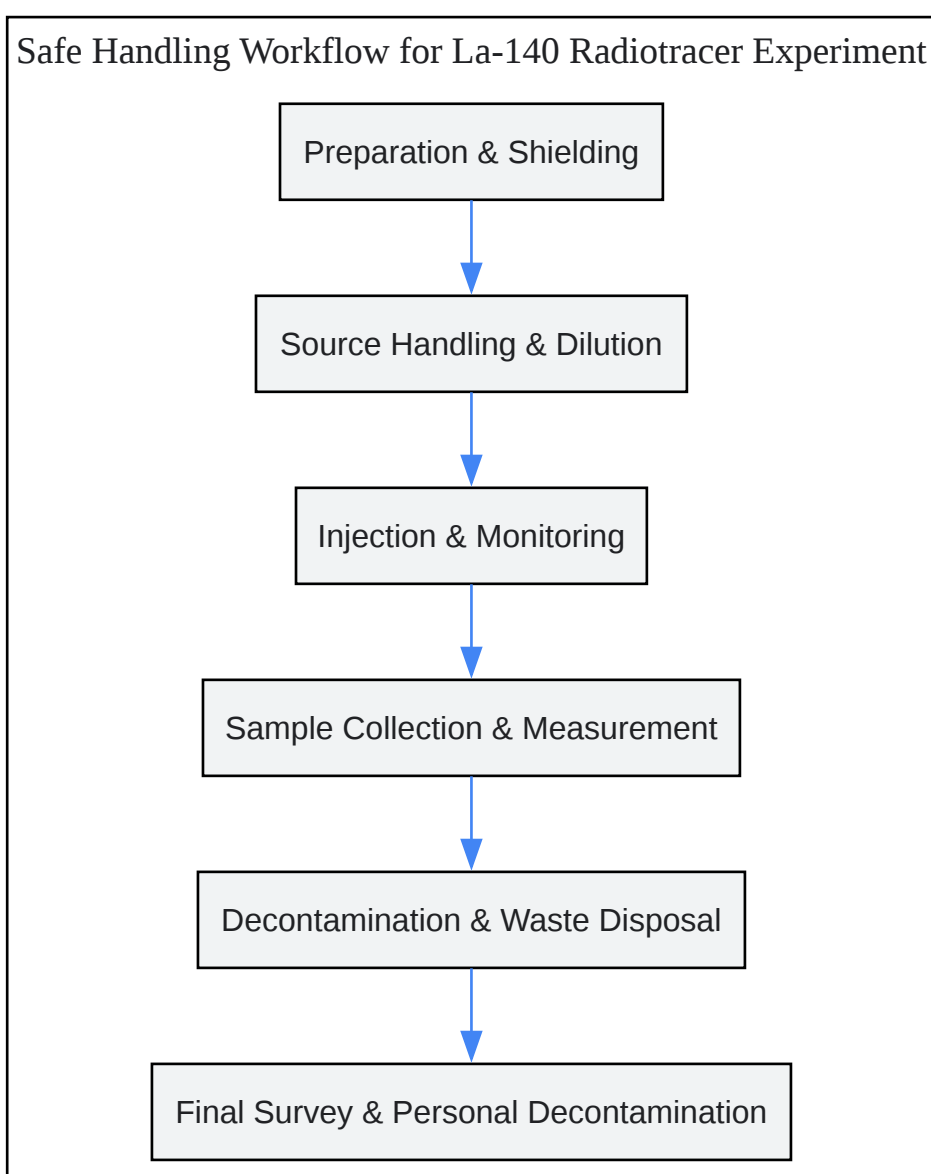 Safe Handling Workflow for La-140 Radiotracer Experiment
Preparation & Shielding
Source Handling & Dilution
Injection & Monitoring
Sample Collection & Measurement
Decontamination & Waste Disposal
Final Survey & Personal Decontamination